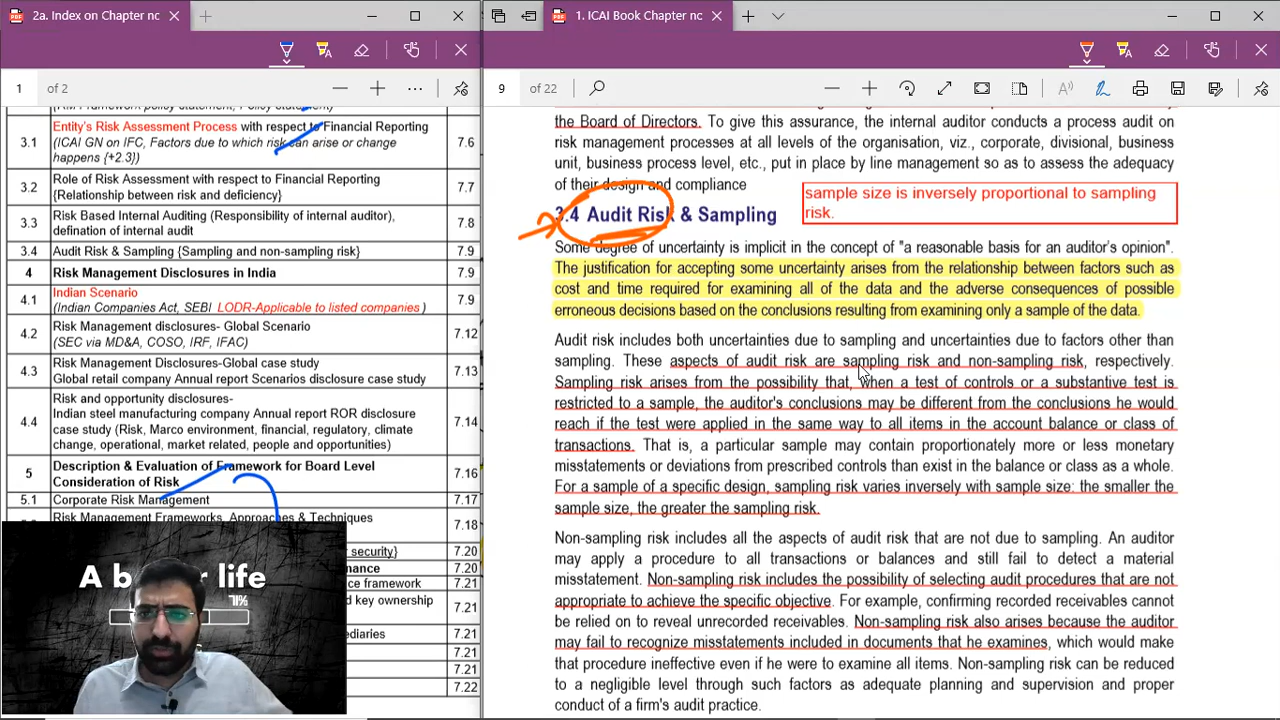 2a. Index on Chapter nc
1 of 2
3.1 Entity's Risk Assessment Process with respect to Financial Reporting
(ICAI GN on IFC, Factors due to which risk can arise or change
happens {+2.3})
7.6
3.2 Role of Risk Assessment with respect to Financial Reporting
{Relationship between risk and deficiency}
7.7
3.3 Risk Based Internal Auditing (Responsibility of internal auditor),
defination of internal audit
7.8
3.4 Audit Risk & Sampling {Sampling and non-sampling risk} 7.9
4 Risk Management Disclosures in India 7.9
4.1 Indian Scenario
(Indian Companies Act, SEBI LODR-Applicable to listed companies)
7.9
4.2 Risk Management disclosures- Global Scenario
(SEC via MD&A, COSO, IRF, IFAC)
7.12
4.3 Risk Management Disclosures-Global case study
Global retail company Annual report Scenarios disclosure case study
7.13
4.4 Risk and opportunity disclosures-
Indian steel manufacturing company Annual report ROR disclosure
case study (Risk, Marco environment, financial, regulatory, climate
change, operational, market related, people and opportunities)
7.14
5 Description & Evaluation of Framework for Board Level
Consideration of Risk
7.16
5.1 Corporate Risk Management 7.17
Risk Management Frameworks, Approaches & Techniques
7.18
security} 7.20
7.20
ce framework 7.21
d key ownership
7.21
ediaries 7.21
7.21
7.21
7.22
life
71%
1. ICAI Book Chapter nc
9 of 22
the Board of Directors. To give this assurance, the internal auditor conducts a process audit on
risk management processes at all levels of the organisation, viz., corporate, divisional, business
unit, business process level, etc., put in place by line management so as to assess the adequacy
of their design and compliance
sample size is inversely proportional to sampling
risk.
3.4 Audit Risk & Sampling
Some degree of uncertainty is implicit in the concept of "a reasonable basis for an auditor's opinion".
The justification for accepting some uncertainty arises from the relationship between factors such as
cost and time required for examining all of the data and the adverse consequences of possible
erroneous decisions based on the conclusions resulting from examining only a sample of the data.
Audit risk includes both uncertainties due to sampling and uncertainties due to factors other than
sampling. These aspects of audit risk are sampling risk and non-sampling risk, respectively.
Sampling risk arises from the possibility that, when a test of controls or a substantive test is
restricted to a sample, the auditor's conclusions may be different from the conclusions he would
reach if the test were applied in the same way to all items in the account balance or class of
transactions. That is, a particular sample may contain proportionately more or less monetary
misstatements or deviations from prescribed controls than exist in the balance or class as a whole.
For a sample of a specific design, sampling risk varies inversely with sample size: the smaller the
sample size, the greater the sampling risk.
Non-sampling risk includes all the aspects of audit risk that are not due to sampling. An auditor
may apply a procedure to all transactions or balances and still fail to detect a material
misstatement. Non-sampling risk includes the possibility of selecting audit procedures that are not
appropriate to achieve the specific objective. For example, confirming recorded receivables cannot
be relied on to reveal unrecorded receivables. Non-sampling risk also arises because the auditor
may fail to recognize misstatements included in documents that he examines, which would make
that procedure ineffective even if he were to examine all items. Non-sampling risk can be reduced
to a negligible level through such factors as adequate planning and supervision and proper
conduct of a firm's audit practice.